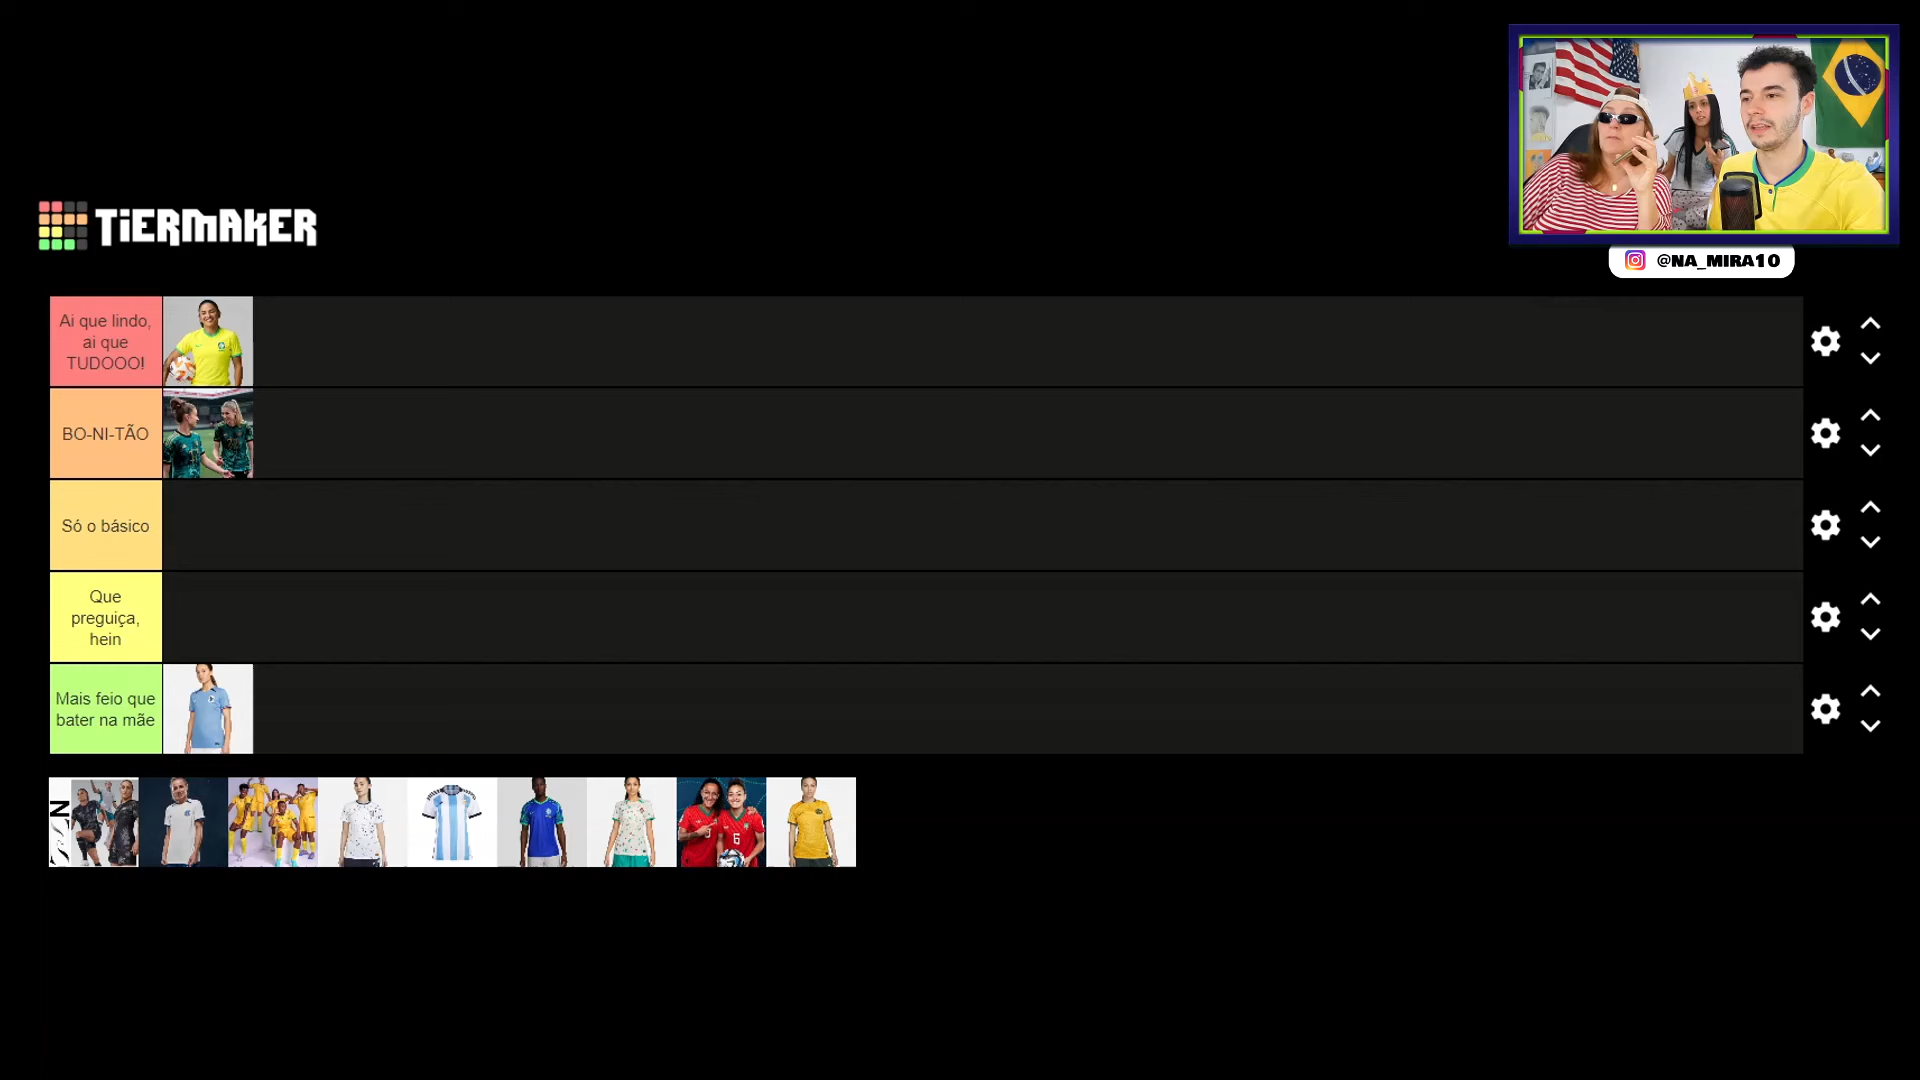 TiERMAKER
@NA_MIRA10
Ai que lindo,
ai que
TUDOOO!
BO-NI-TÃO
Só o básico
Que
preguiça,
hein
Mais feio que
bater na mãe
N
6